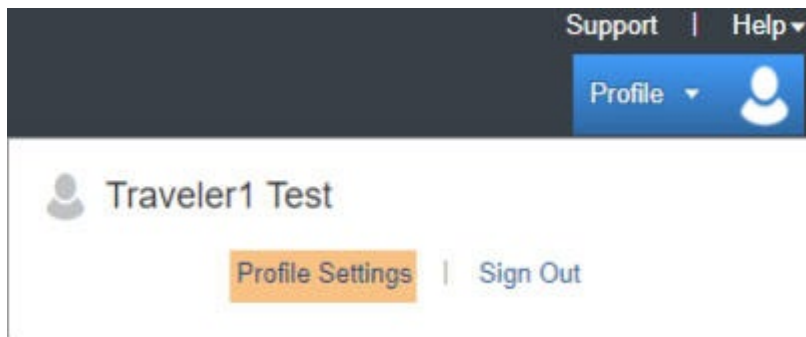 Support | Help
Profile
Traveler1 Test
Profile Settings | Sign Out